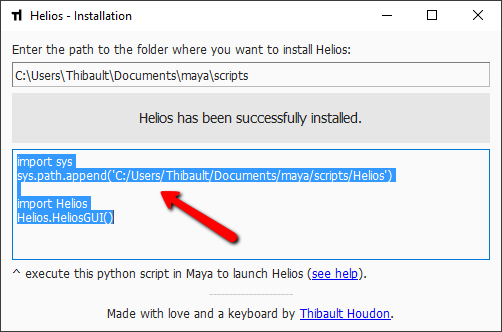 TI Helios - Installation
Enter the path to the folder where you want to install Helios:
C:\Users\Thibault\Documents\maya\scripts
Helios has been successfully installed.
import sys
sys.path.append('C:/Users/Thibault/Documents/maya/scripts/Helios')
import Helios
Helios.HeliosGUI()
^ execute this python script in Maya to launch Helios (see help).
Made with love and a keyboard by Thibault Houdon.